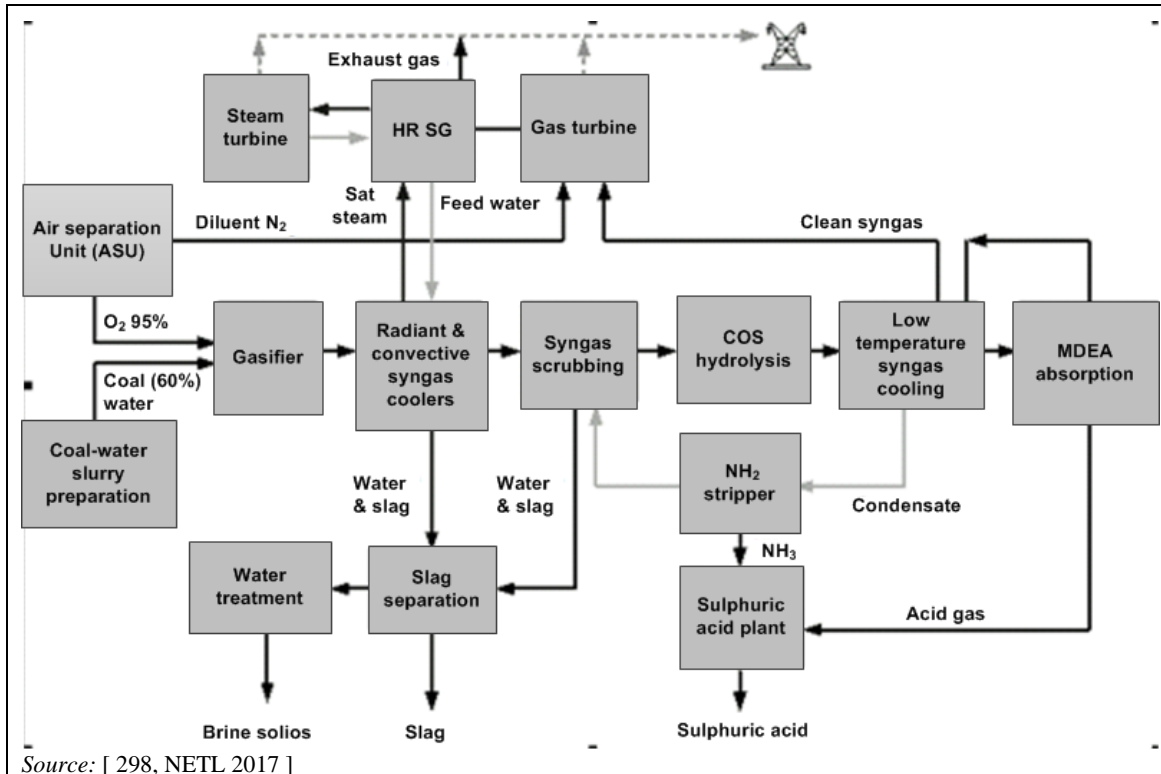 Exhaust gas
Steam
turbine
HR SG
Gas turbine
Sat
steam
Feed water
Air separation
Unit (ASU)
Diluent N₂
Clean syngas
O₂ 95%
Gasifier
Radiant &
convective
syngas
coolers
Syngas
scrubbing
COS
hydrolysis
Low
temperature
syngas
cooling
MDEA
absorption
Coal (60%)
water
Coal-water
slurry
preparation
Water
& slag
Water
& slag
NH₂
stripper
Condensate
NH₃
Water
treatment
Slag
separation
Sulphuric
acid plant
Acid gas
Brine solios
Slag
Sulphuric acid
Source: [ 298, NETL 2017 ]